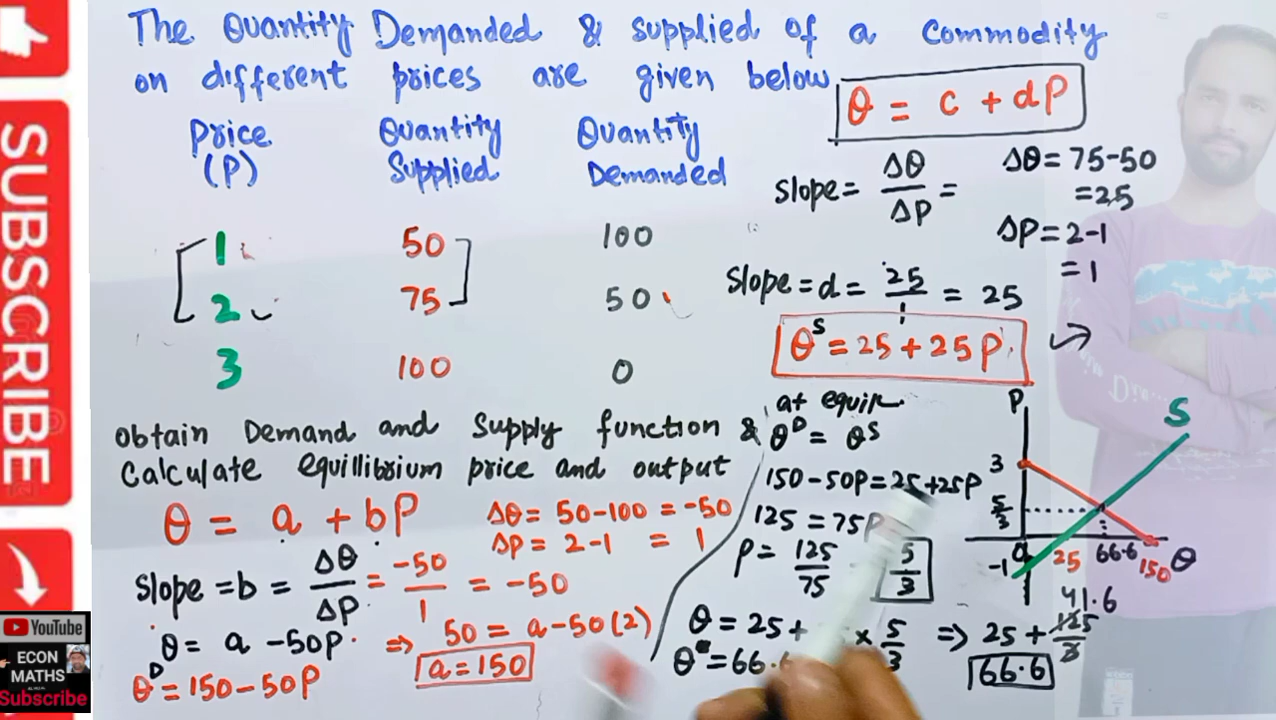 The Quantity Demanded & supplied of a Commodity
on different prices are given below
Price (P) Quantity Supplied Quantity Demanded
1 50 100
2 75 50
3 100 0
obtain Demand and Supply function &
Calculate equillibrium price and output
Q = a + bP
ΔQ = 50-100 = -50
ΔP = 2-1 = 1
Slope = b = ΔQ/ΔP = -50/1 = -50
Q = a - 50P
⇒ 50 = a - 50(2)
a = 150
Q^D = 150 - 50P
Q = c + dP
Slope = ΔQ/ΔP =
ΔQ = 75-50
= 25
ΔP = 2-1
= 1
Slope = d = 25/1 = 25
Q^S = 25 + 25P
at equi
Q^D = Q^S
150-50P = 25+25P
125 = 75P
P = 125/75
5/3
Q = 25 + × 5/3 ⇒ 25 + 125/3
41.6
Q = 66.6
66.6
P
S
3
5/3
-1
0
25
66.6
150
Q
SUBSCRIBE
YouTube
ECON
MATHS
Subscribe